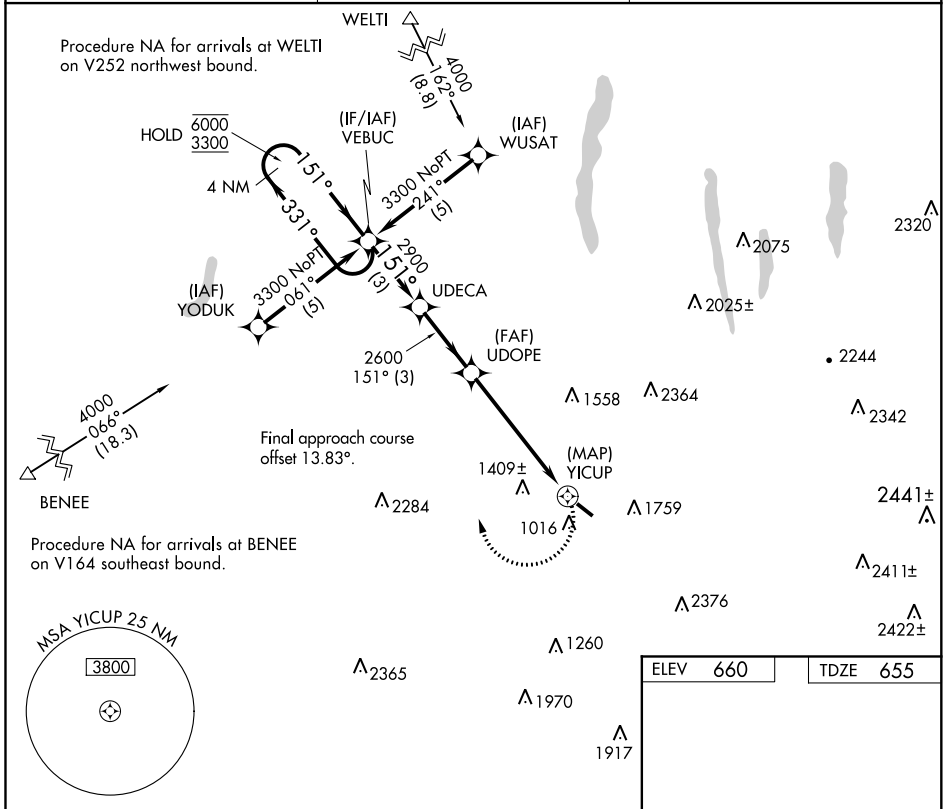 WELTI
Procedure NA for arrivals at WELTI
on V252 northwest bound.
4000
162°
(8.8)
HOLD
6000
3300
(IF/IAF)
VEBUC
(IAF)
WUSAT
4 NM
151°
331°
3300 NoPT
241°
(5)
2320
2075
2900
151°
(3)
3300 NoPT
061°
(5)
(IAF)
YODUK
UDECA
2025±
(FAF)
UDOPE
2600
151° (3)
2244
4000
066°
(18.3)
1558
2364
2342
Final approach course
offset 13.83°.
(MAP)
YICUP
1409±
BENEE
2284
1016
1759
2441±
Procedure NA for arrivals at BENEE
on V164 southeast bound.
2411±
2376
2422±
MSA YICUP 25 NM
3800
1260
2365
1970
1917
ELEV 660
TDZE 655